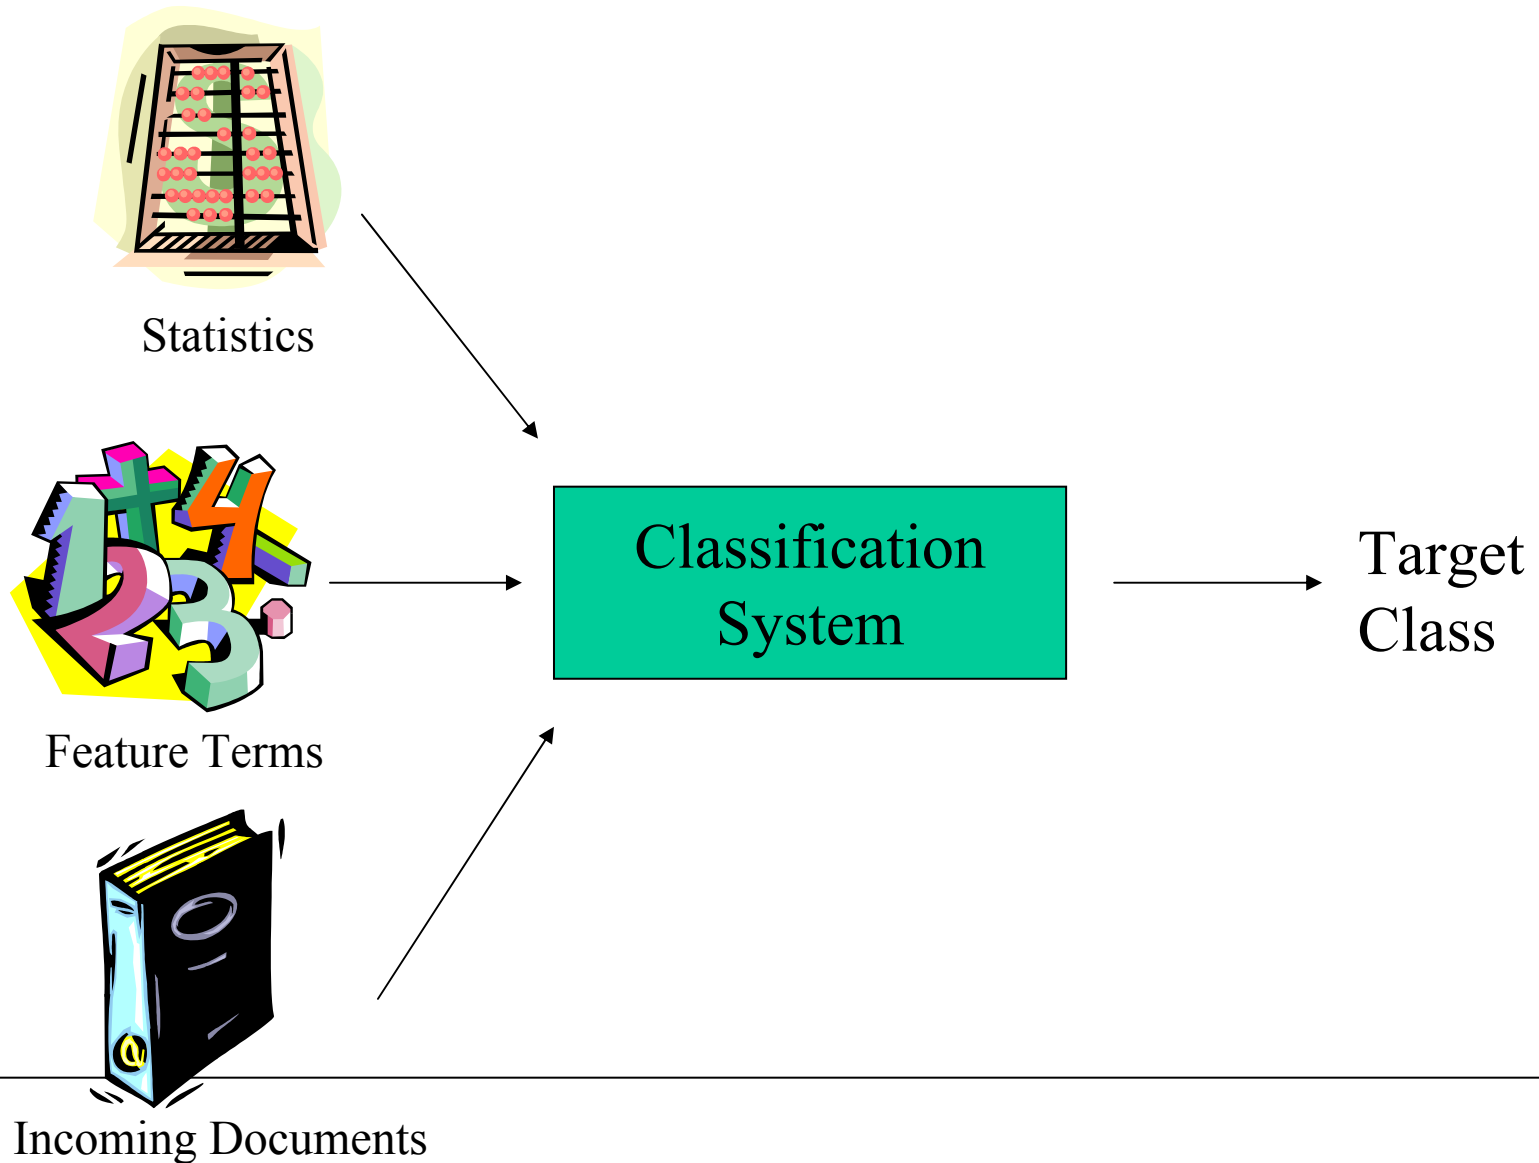 Statistics
Feature Terms
Incoming Documents
Classification
System
Target
Class